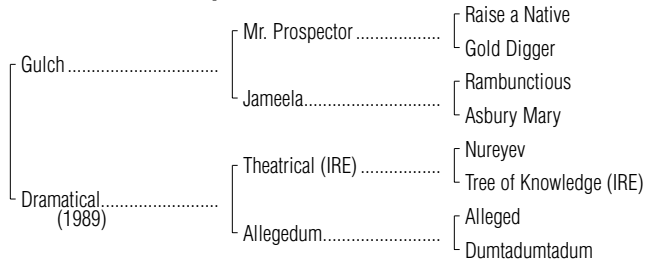 Raise a Native
Mr. Prospector ..................
Gold Digger
Gulch ................................
Rambunctious
Jameela.............................
Asbury Mary
Nureyev
Theatrical (IRE) .................
Tree of Knowledge (IRE)
Dramatical.........................
(1989)
Alleged
Allegedum.........................
Dumtadumtadum